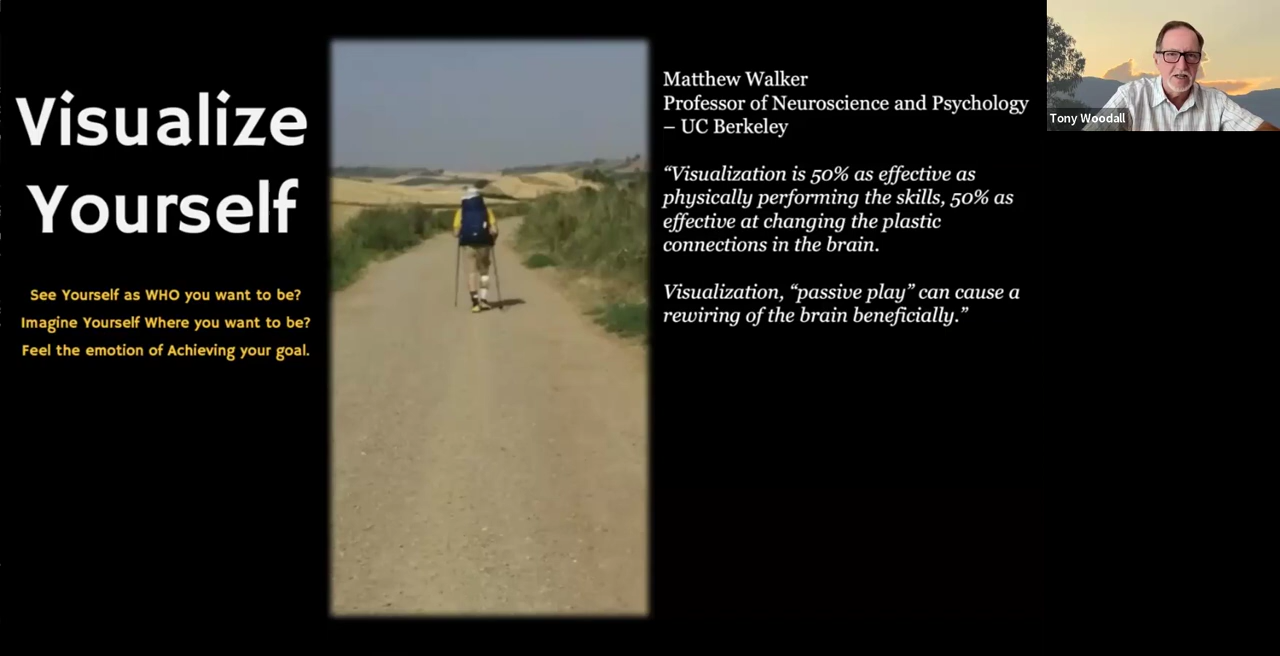 Visualize
Yourself
See Yourself as WHO you want to be?
Imagine Yourself Where you want to be?
Feel the emotion of Achieving your goal.
Matthew Walker
Professor of Neuroscience and Psychology
– UC Berkeley
“Visualization is 50% as effective as
physically performing the skills, 50% as
effective at changing the plastic
connections in the brain.
Visualization, “passive play” can cause a
rewiring of the brain beneficially.”
Tony Woodall